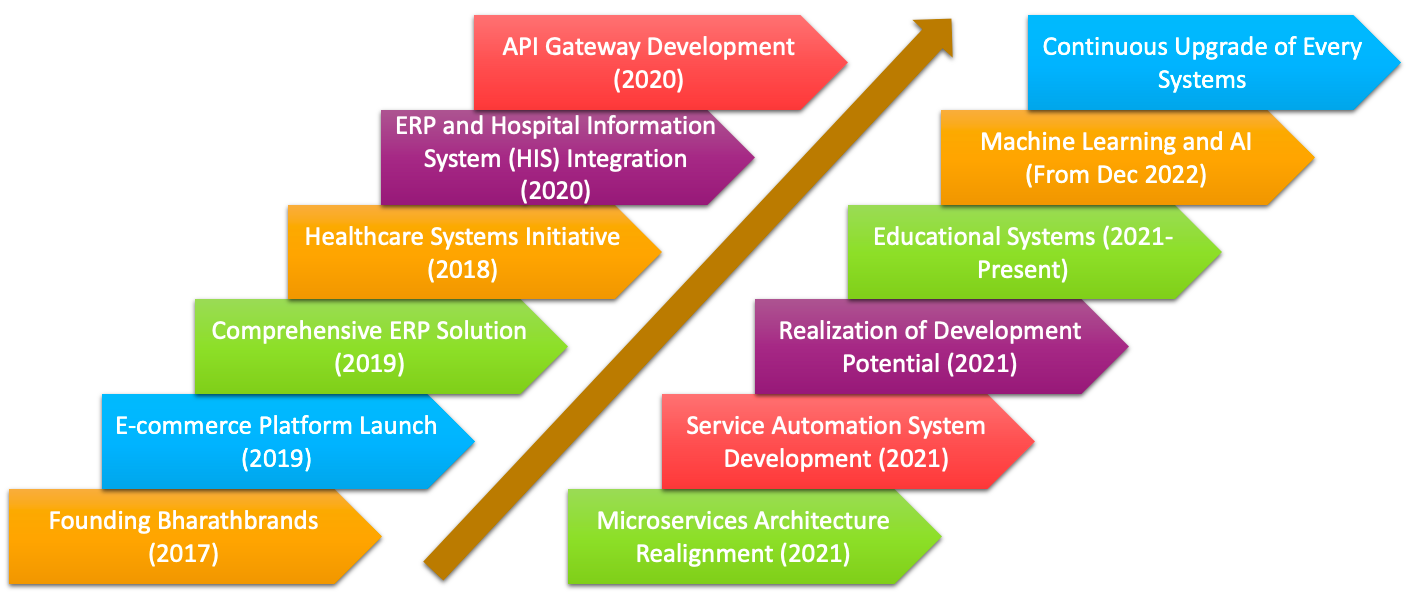 API Gateway Development
(2020)
ERP and Hospital Information
System (HIS) Integration
(2020)
Healthcare Systems Initiative
(2018)
Comprehensive ERP Solution
(2019)
E-commerce Platform Launch
(2019)
Founding Bharathbrands
(2017)
Continuous Upgrade of Every
Systems
Machine Learning and AI
(From Dec 2022)
Educational Systems (2021-
Present)
Realization of Development
Potential (2021)
Service Automation System
Development (2021)
Microservices Architecture
Realignment (2021)